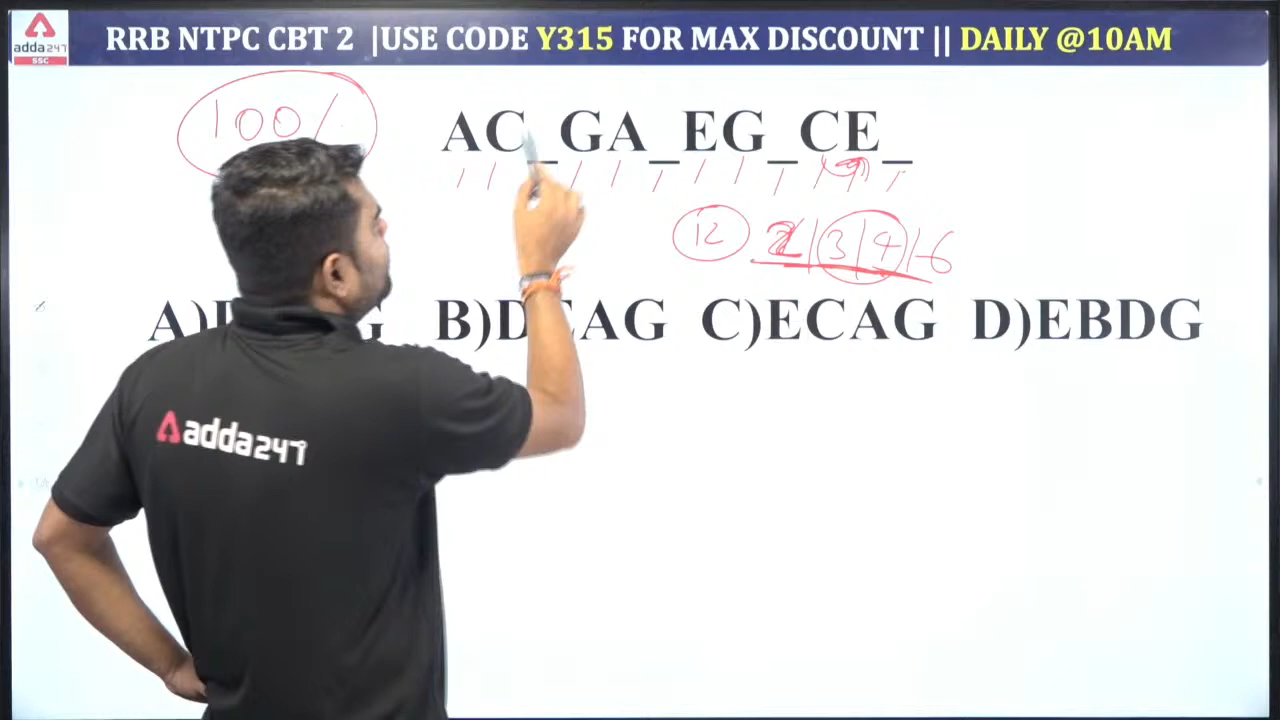 adda247
SSC
RRB NTPC CBT 2 |USE CODE Y315 FOR MAX DISCOUNT || DAILY @10AM
100%
AC_GA_EG_CE_
12 2|3|4|6
A) G B)D AG C)ECAG D)EBDG
adda247